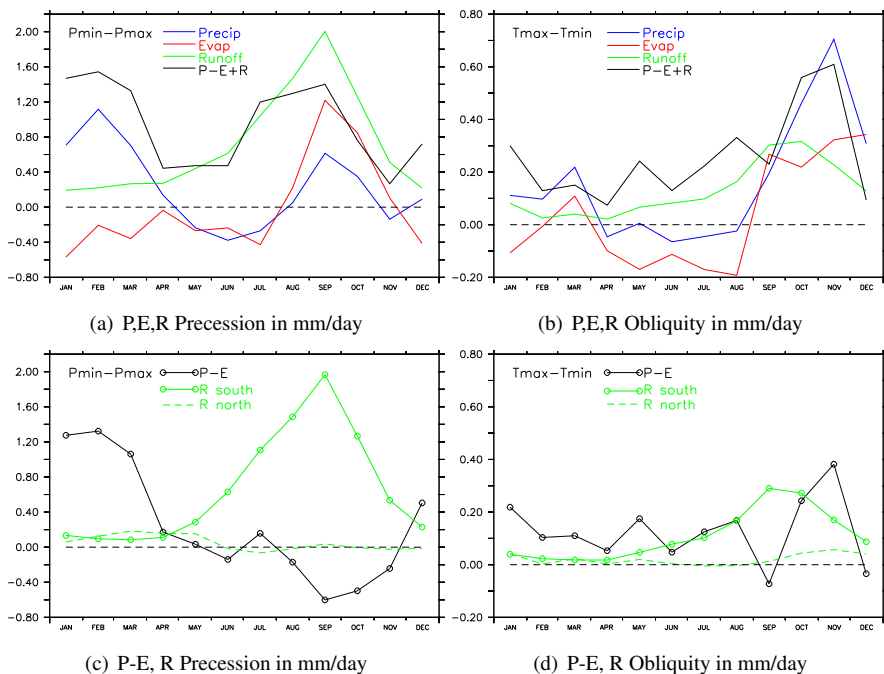 Pmin-Pmax
Precip
Evap
Runoff
P-E+R
2.00
1.60
1.20
0.80
0.40
0.00
-0.40
-0.80
JAN FEB MAR APR MAY JUN JUL AUG SEP OCT NOV DEC
(a) P,E,R Precession in mm/day
Tmax-Tmin
Precip
Evap
Runoff
P-E+R
0.80
0.60
0.40
0.20
0.00
-0.20
JAN FEB MAR APR MAY JUN JUL AUG SEP OCT NOV DEC
(b) P,E,R Obliquity in mm/day
Pmin-Pmax
P-E
R south
R north
2.00
1.60
1.20
0.80
0.40
0.00
-0.40
-0.80
JAN FEB MAR APR MAY JUN JUL AUG SEP OCT NOV DEC
(c) P-E, R Precession in mm/day
Tmax-Tmin
P-E
R south
R north
0.80
0.60
0.40
0.20
0.00
-0.20
JAN FEB MAR APR MAY JUN JUL AUG SEP OCT NOV DEC
(d) P-E, R Obliquity in mm/day